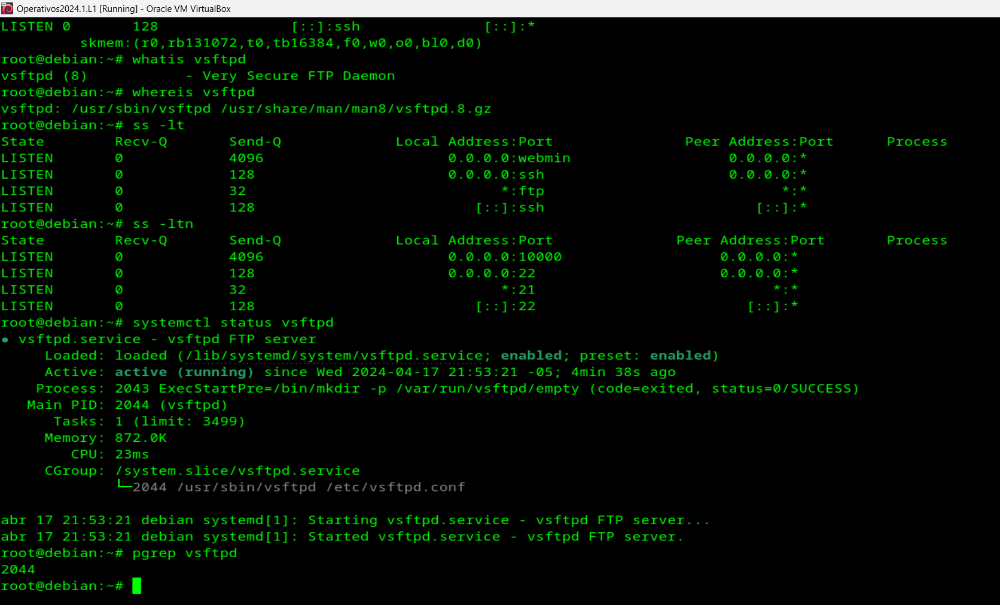 Operativos2024.1.L1 [Running] - Oracle VM VirtualBox
LISTEN 0       128               [::]:ssh              [::]:*
         skmem:(r0,rb131072,t0,tb16384,f0,w0,o0,bl0,d0)
root@debian:~# whatis vsftpd
vsftpd (8)           - Very Secure FTP Daemon
root@debian:~# whereis vsftpd
vsftpd: /usr/sbin/vsftpd /usr/share/man/man8/vsftpd.8.gz
root@debian:~# ss -lt
State        Recv-Q       Send-Q             Local Address:Port               Peer Address:Port      Process
LISTEN       0            4096                     0.0.0.0:webmin                  0.0.0.0:*
LISTEN       0            128                      0.0.0.0:ssh                     0.0.0.0:*
LISTEN       0            32                             *:ftp                           *:*
LISTEN       0            128                         [::]:ssh                        [::]:*
root@debian:~# ss -ltn
State        Recv-Q       Send-Q             Local Address:Port              Peer Address:Port       Process
LISTEN       0            4096                     0.0.0.0:10000                  0.0.0.0:*
LISTEN       0            128                      0.0.0.0:22                     0.0.0.0:*
LISTEN       0            32                             *:21                           *:*
LISTEN       0            128                         [::]:22                        [::]:*
root@debian:~# systemctl status vsftpd
● vsftpd.service - vsftpd FTP server
     Loaded: loaded (/lib/systemd/system/vsftpd.service; enabled; preset: enabled)
     Active: active (running) since Wed 2024-04-17 21:53:21 -05; 4min 38s ago
    Process: 2043 ExecStartPre=/bin/mkdir -p /var/run/vsftpd/empty (code=exited, status=0/SUCCESS)
   Main PID: 2044 (vsftpd)
      Tasks: 1 (limit: 3499)
     Memory: 872.0K
        CPU: 23ms
     CGroup: /system.slice/vsftpd.service
             └─2044 /usr/sbin/vsftpd /etc/vsftpd.conf
abr 17 21:53:21 debian systemd[1]: Starting vsftpd.service - vsftpd FTP server...
abr 17 21:53:21 debian systemd[1]: Started vsftpd.service - vsftpd FTP server.
root@debian:~# pgrep vsftpd
2044
root@debian:~#